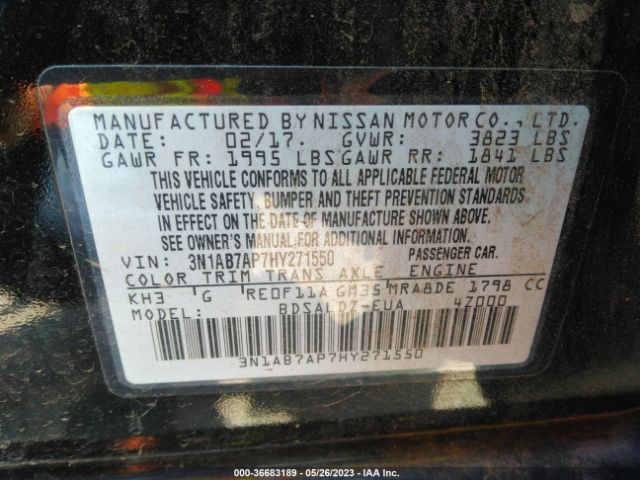 MANUFACTURED BY NISSAN MOTOR CO., LTD.
DATE: 02/17. GVWR: 3823 LBS
GAWR FR: 1995 LBS GAWR RR: 1841 LBS
THIS VEHICLE CONFORMS TO ALL APPLICABLE FEDERAL MOTOR
VEHICLE SAFETY, BUMPER AND THEFT PREVENTION STANDARDS
IN EFFECT ON THE DATE OF MANUFACTURE SHOWN ABOVE.
SEE OWNER'S MANUAL FOR ADDITIONAL INFORMATION.
VIN: 3N1AB7AP7HY271550 PASSENGER CAR.
COLOR TRIM TRANS AXLE ENGINE
KH3 G RE0F11A GM35 MRA8DE 1798 CC
MODEL: BDSALDZ-EUA 4Z000
3N1AB7AP7HY271550
000-36683189 - 05/26/2023 - IAA Inc.